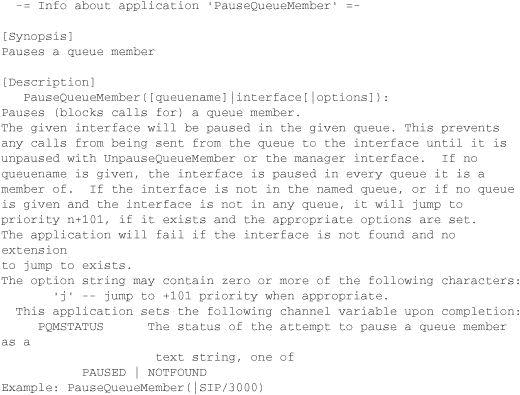 -= Info about application 'PauseQueueMember' =-
[Synopsis]
Pauses a queue member
[Description]
PauseQueueMember([queuename]|interface[|options]):
Pauses (blocks calls for) a queue member.
The given interface will be paused in the given queue. This prevents
any calls from being sent from the queue to the interface until it is
unpaused with UnpauseQueueMember or the manager interface.  If no
queuename is given, the interface is paused in every queue it is a
member of.  If the interface is not in the named queue, or if no queue
is given and the interface is not in any queue, it will jump to
priority n+101, if it exists and the appropriate options are set.
The application will fail if the interface is not found and no
extension
to jump to exists.
The option string may contain zero or more of the following characters:
'j' -- jump to +101 priority when appropriate.
This application sets the following channel variable upon completion:
PQMSTATUS      The status of the attempt to pause a queue member
as a
text string, one of
PAUSED | NOTFOUND
Example: PauseQueueMember(|SIP/3000)